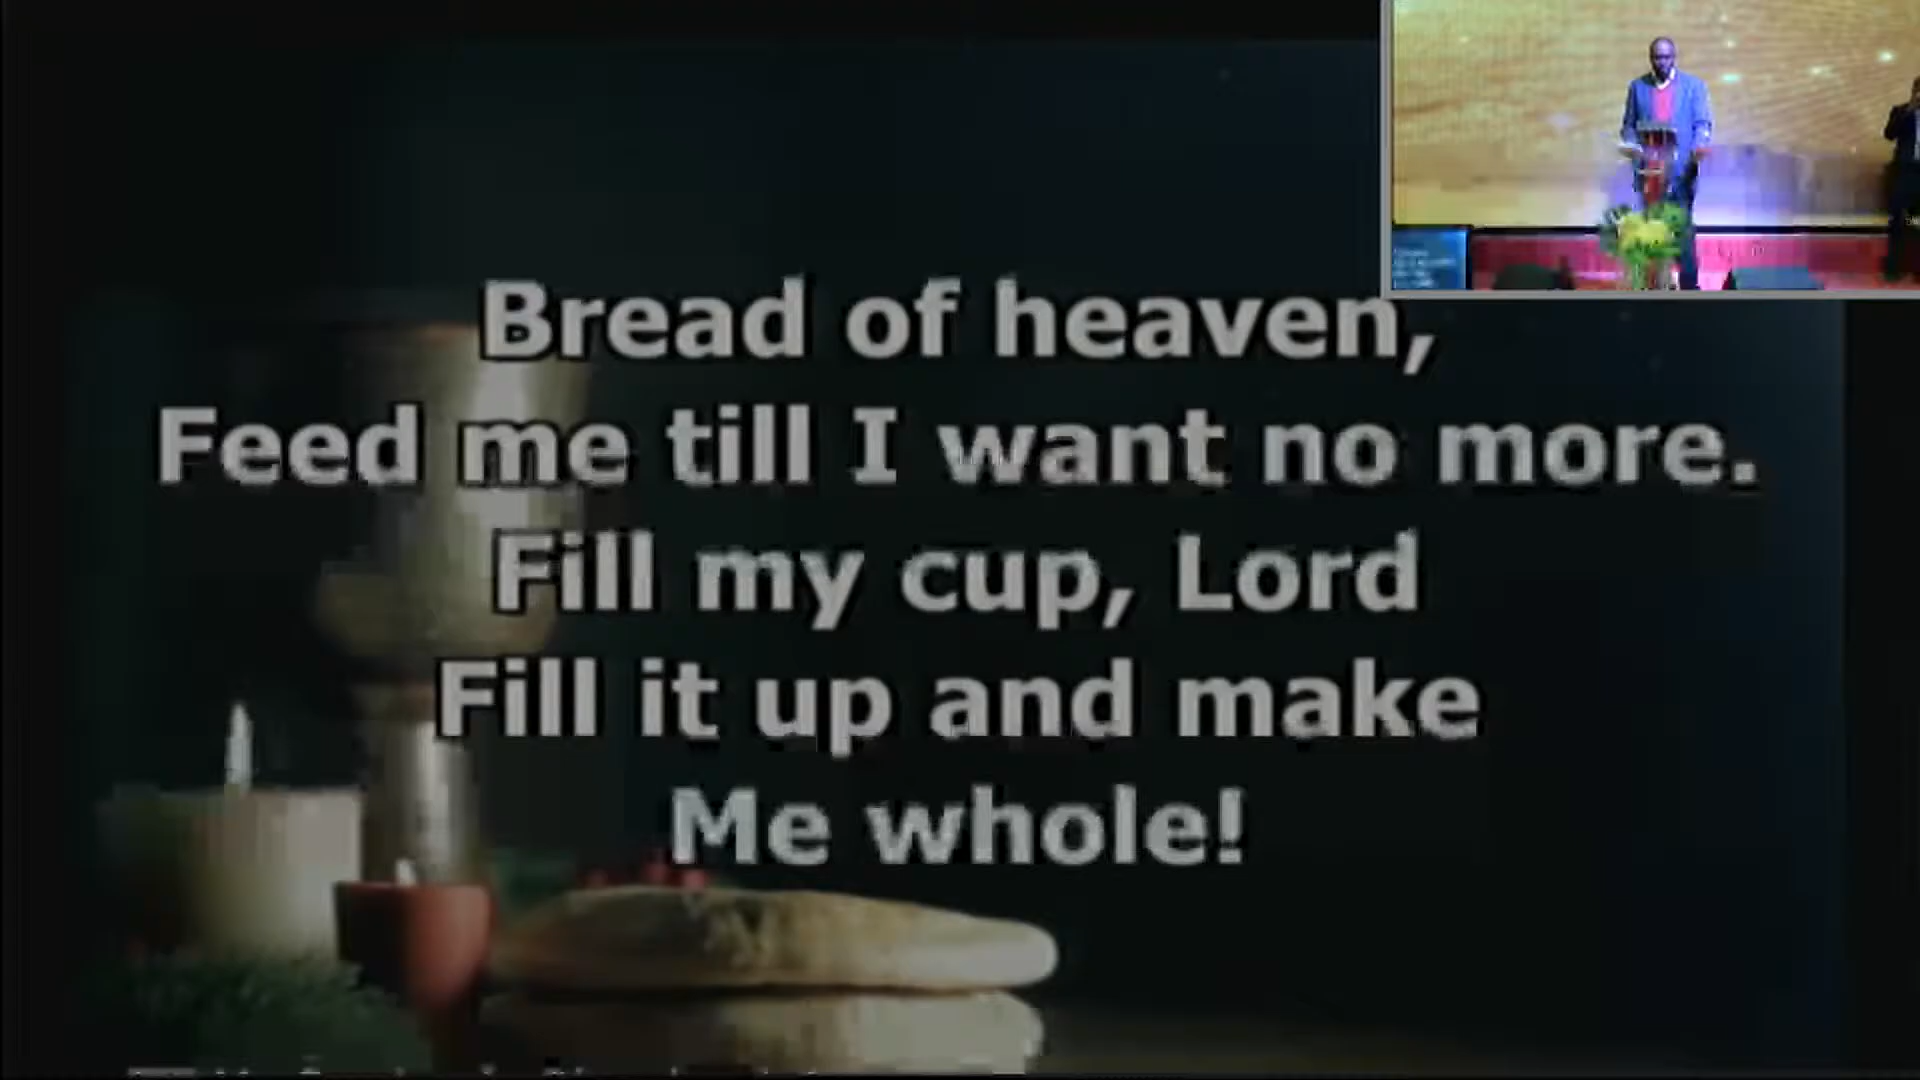 Bread of heaven,
Feed me till I want no more.
Fill my cup, Lord
Fill it up and make
Me whole!